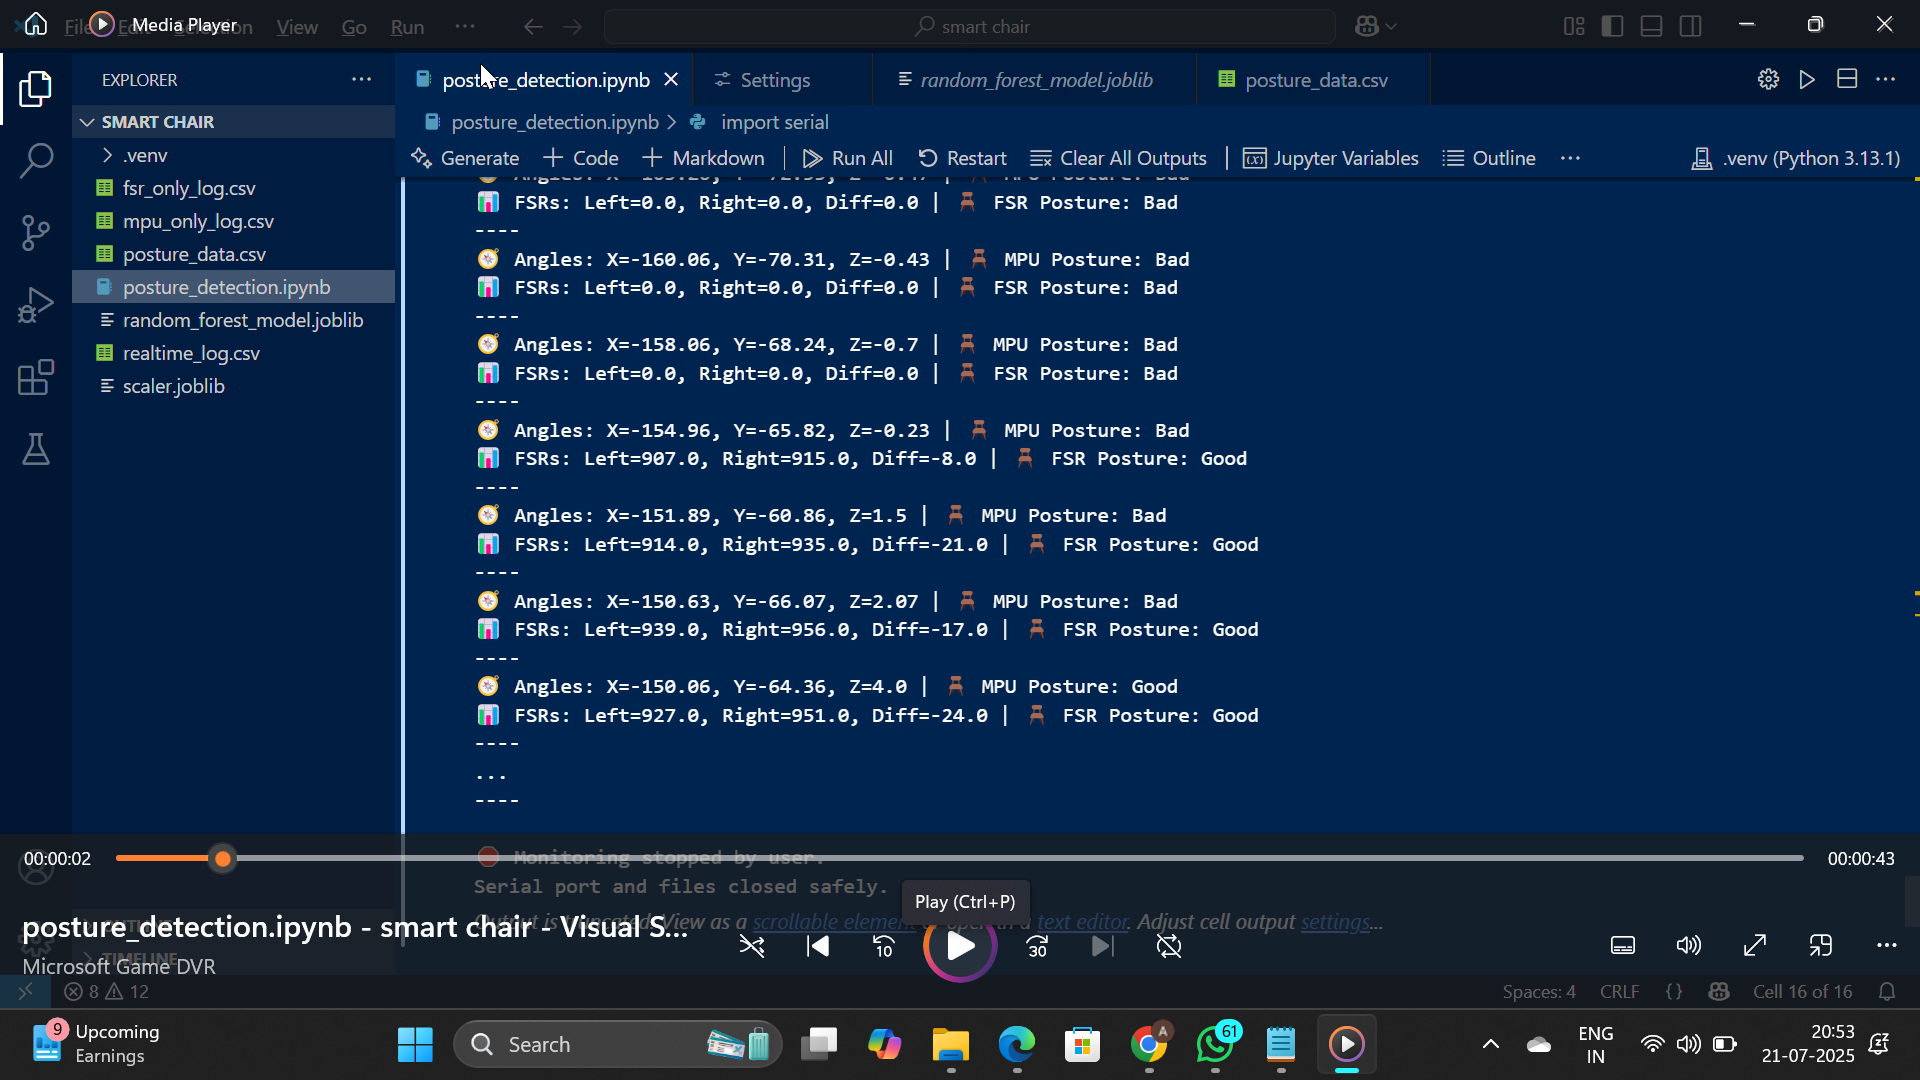 Media Player
View Go Run ...
smart chair
EXPLORER
posture_detection.ipynb
Settings
random_forest_model.joblib
posture_data.csv
SMART CHAIR
posture_detection.ipynb > import serial
.venv
Generate + Code + Markdown Run All Restart Clear All Outputs Jupyter Variables Outline ... .venv (Python 3.13.1)
fsr_only_log.csv
mpu_only_log.csv
posture_data.csv
posture_detection.ipynb
random_forest_model.joblib
realtime_log.csv
scaler.joblib
FSRs: Left=0.0, Right=0.0, Diff=0.0 | FSR Posture: Bad
----
Angles: X=-160.06, Y=-70.31, Z=-0.43 | MPU Posture: Bad
FSRs: Left=0.0, Right=0.0, Diff=0.0 | FSR Posture: Bad
----
Angles: X=-158.06, Y=-68.24, Z=-0.7 | MPU Posture: Bad
FSRs: Left=0.0, Right=0.0, Diff=0.0 | FSR Posture: Bad
----
Angles: X=-154.96, Y=-65.82, Z=-0.23 | MPU Posture: Bad
FSRs: Left=907.0, Right=915.0, Diff=-8.0 | FSR Posture: Good
----
Angles: X=-151.89, Y=-60.86, Z=1.5 | MPU Posture: Bad
FSRs: Left=914.0, Right=935.0, Diff=-21.0 | FSR Posture: Good
----
Angles: X=-150.63, Y=-66.07, Z=2.07 | MPU Posture: Bad
FSRs: Left=939.0, Right=956.0, Diff=-17.0 | FSR Posture: Good
----
Angles: X=-150.06, Y=-64.36, Z=4.0 | MPU Posture: Good
FSRs: Left=927.0, Right=951.0, Diff=-24.0 | FSR Posture: Good
----
...
----
00:00:02
Monitoring stopped by user.
00:00:43
Serial port and files closed safely.
Play (Ctrl+P)
posture_detection.ipynb - smart chair - Visual S...
View as a scrollable text editor. Adjust cell output settings...
10
30
TIMELINE
Microsoft Game DVR
8 12
Spaces: 4 CRLF {} Cell 16 of 16
9
Upcoming
Earnings
Search
A
61
ENG
IN
20:53
21-07-2025